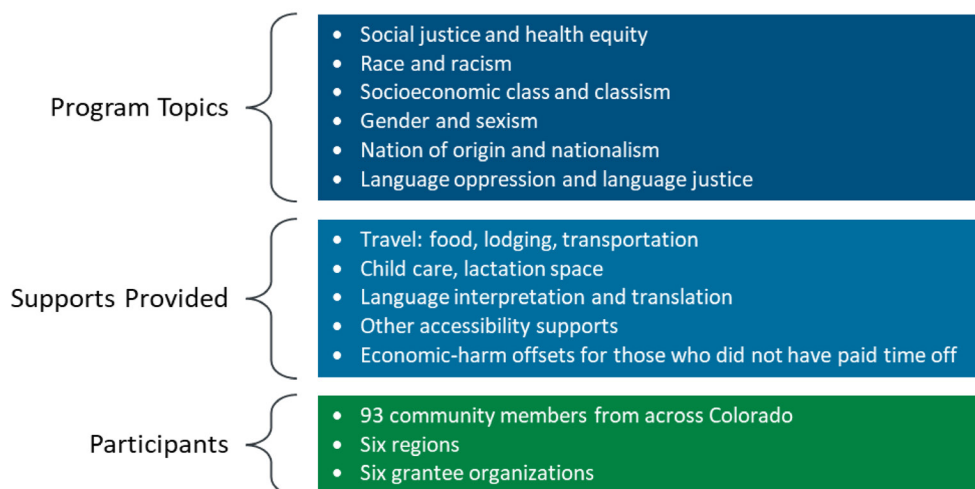 Program Topics
• Social justice and health equity
• Race and racism
• Socioeconomic class and classism
• Gender and sexism
• Nation of origin and nationalism
• Language oppression and language justice
Supports Provided
• Travel: food, lodging, transportation
• Child care, lactation space
• Language interpretation and translation
• Other accessibility supports
• Economic-harm offsets for those who did not have paid time off
Participants
• 93 community members from across Colorado
• Six regions
• Six grantee organizations